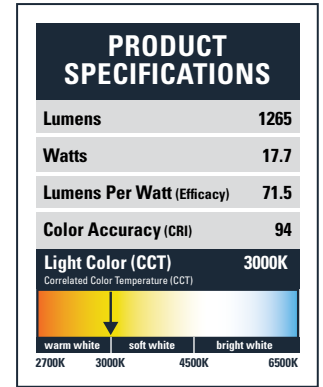 PRODUCT
SPECIFICATIONS
Lumens 1265
Watts 17.7
Lumens Per Watt (Efficacy) 71.5
Color Accuracy (CRI) 94
Light Color (CCT) 3000K
Correlated Color Temperature (CCT)
warm white soft white bright white
2700K 3000K 4500K 6500K